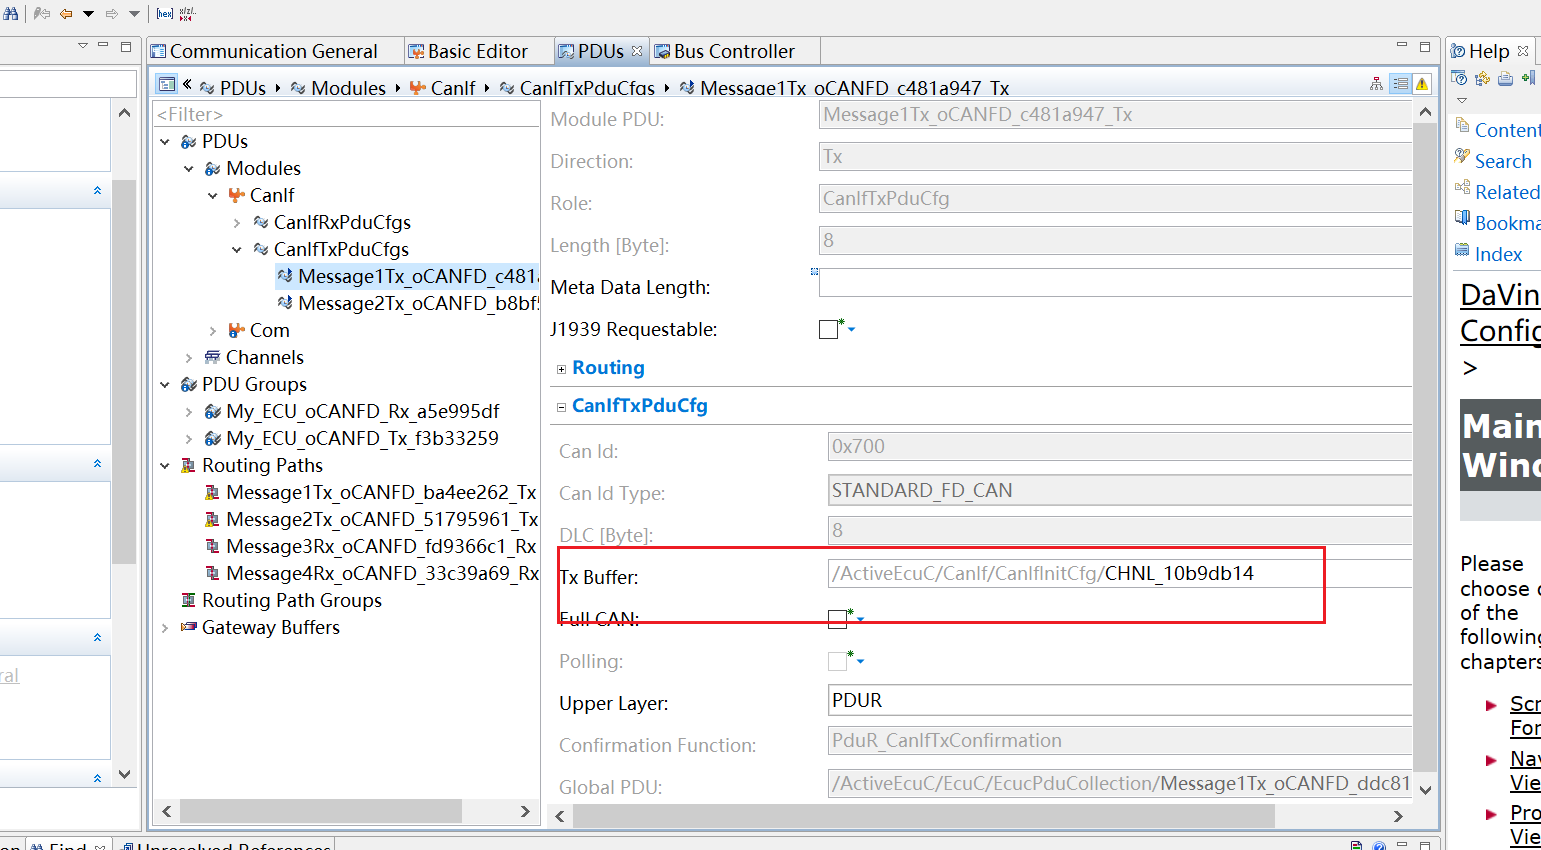 [hex]
Communication General
Basic Editor
PDUs
Bus Controller
Help
PDUs
Modules
CanIf
CanIfTxPduCfgs
Message1Tx_oCANFD_c481a947_Tx
<Filter>
PDUs
Modules
CanIf
CanIfRxPduCfgs
CanIfTxPduCfgs
Message1Tx_oCANFD_c481
Message2Tx_oCANFD_b8bf5
Com
Channels
PDU Groups
My_ECU_oCANFD_Rx_a5e995df
My_ECU_oCANFD_Tx_f3b33259
Routing Paths
Message1Tx_oCANFD_ba4ee262_Tx
Message2Tx_oCANFD_51795961_Tx
Message3Rx_oCANFD_fd9366c1_Rx
Message4Rx_oCANFD_33c39a69_Rx
Routing Path Groups
Gateway Buffers
Module PDU: Message1Tx_oCANFD_c481a947_Tx
Direction: Tx
Role: CanIfTxPduCfg
Length [Byte]: 8
Meta Data Length:
J1939 Requestable:
Routing
CanIfTxPduCfg
Can Id: 0x700
Can Id Type: STANDARD_FD_CAN
DLC [Byte]: 8
Tx Buffer: /ActiveEcuC/CanIf/CanIfInitCfg/CHNL_10b9db14
Full CAN:
Polling:
Upper Layer: PDUR
Confirmation Function: PduR_CanIfTxConfirmation
Global PDU: /ActiveEcuC/EcuC/EcucPduCollection/Message1Tx_oCANFD_ddc81
Content
Search
Related
Bookma
Index
DaVin
Config
>
Main
Wind
Please
choose o
of the
following
chapters
Scr
For
Nav
Vie
Pro
Vie
ral
on
Find
Unresolved References